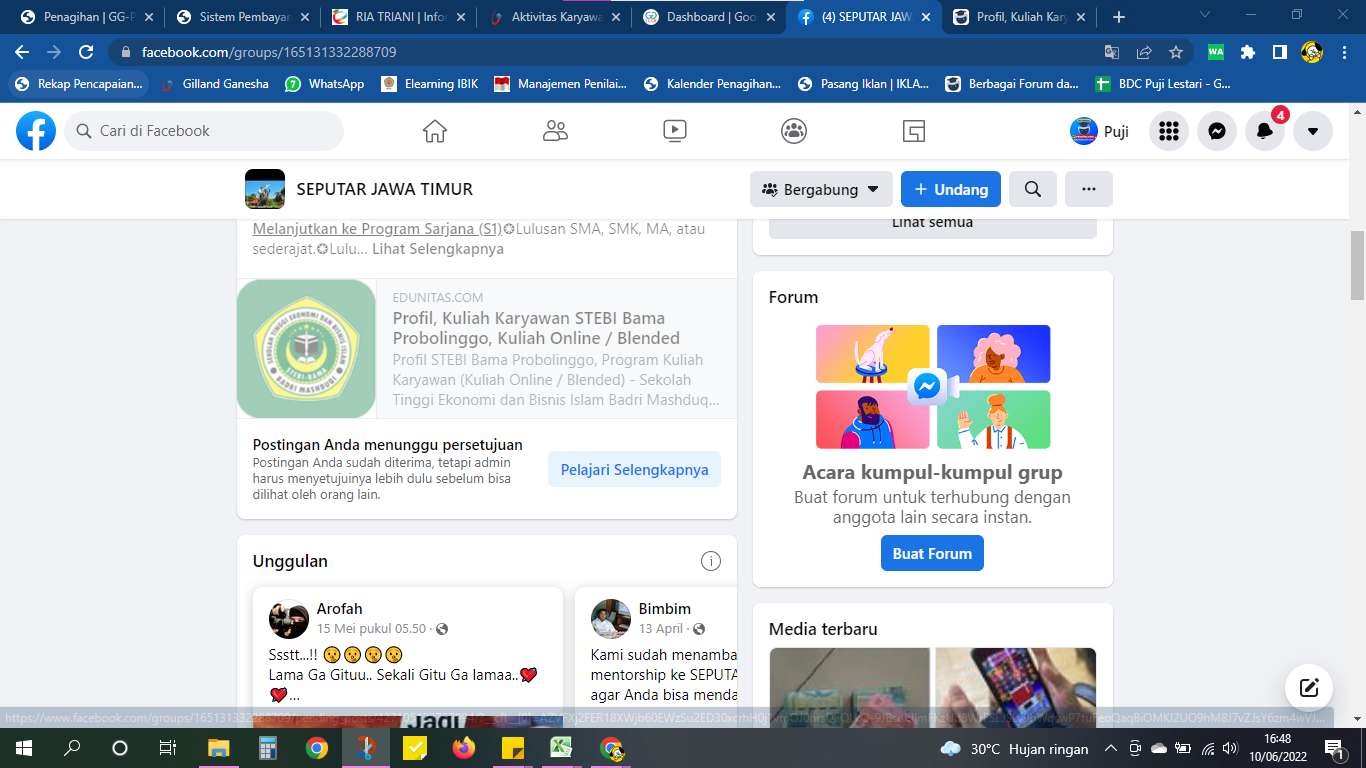 Penagihan | GG-P
Sistem Pembayar
RIA TRIANI | Info
Aktivitas Karyaw
Dashboard | Goo
(4) SEPUTAR JAW
Profil, Kuliah Kary
facebook.com/groups/165131332288709
WA
Rekap Pencapaian...
Gilland Ganesha
WhatsApp
Elearning IBIK
Manajemen Penilai...
Kalender Penagihan...
Pasang Iklan | IKLA...
Berbagai Forum da...
BDC Puji Lestari - G...
Cari di Facebook
Puji
4
SEPUTAR JAWA TIMUR
Bergabung
+ Undang
Melanjutkan ke Program Sarjana (S1)✪Lulusan SMA, SMK, MA, atau
sederajat.✪Lulu... Lihat Selengkapnya
EDUNITAS.COM
Profil, Kuliah Karyawan STEBI Bama
Probolinggo, Kuliah Online / Blended
Profil STEBI Bama Probolinggo, Program Kuliah
Karyawan (Kuliah Online / Blended) - Sekolah
Tinggi Ekonomi dan Bisnis Islam Badri Mashduq...
SEKOLAH TINGGI EKONOMI DAN BISNIS ISLAM
STEBI-BAMA
BADRI MASHDUQI
Postingan Anda menunggu persetujuan
Postingan Anda sudah diterima, tetapi admin
harus menyetujuinya lebih dulu sebelum bisa
dilihat oleh orang lain.
Pelajari Selengkapnya
Unggulan
Arofah
15 Mei pukul 05.50 ·
Ssstt...!! 🤫🤫🤫🤫
Lama Ga Gituu.. Sekali Gitu Ga lamaa..❤
❤...
Bimbim
13 April ·
Kami sudah menamba
mentorship ke SEPUTA
agar Anda bisa menda
Lihat semua
Forum
Acara kumpul-kumpul grup
Buat forum untuk terhubung dengan
anggota lain secara instan.
Buat Forum
Media terbaru
30°C Hujan ringan
16:48
10/06/2022
1